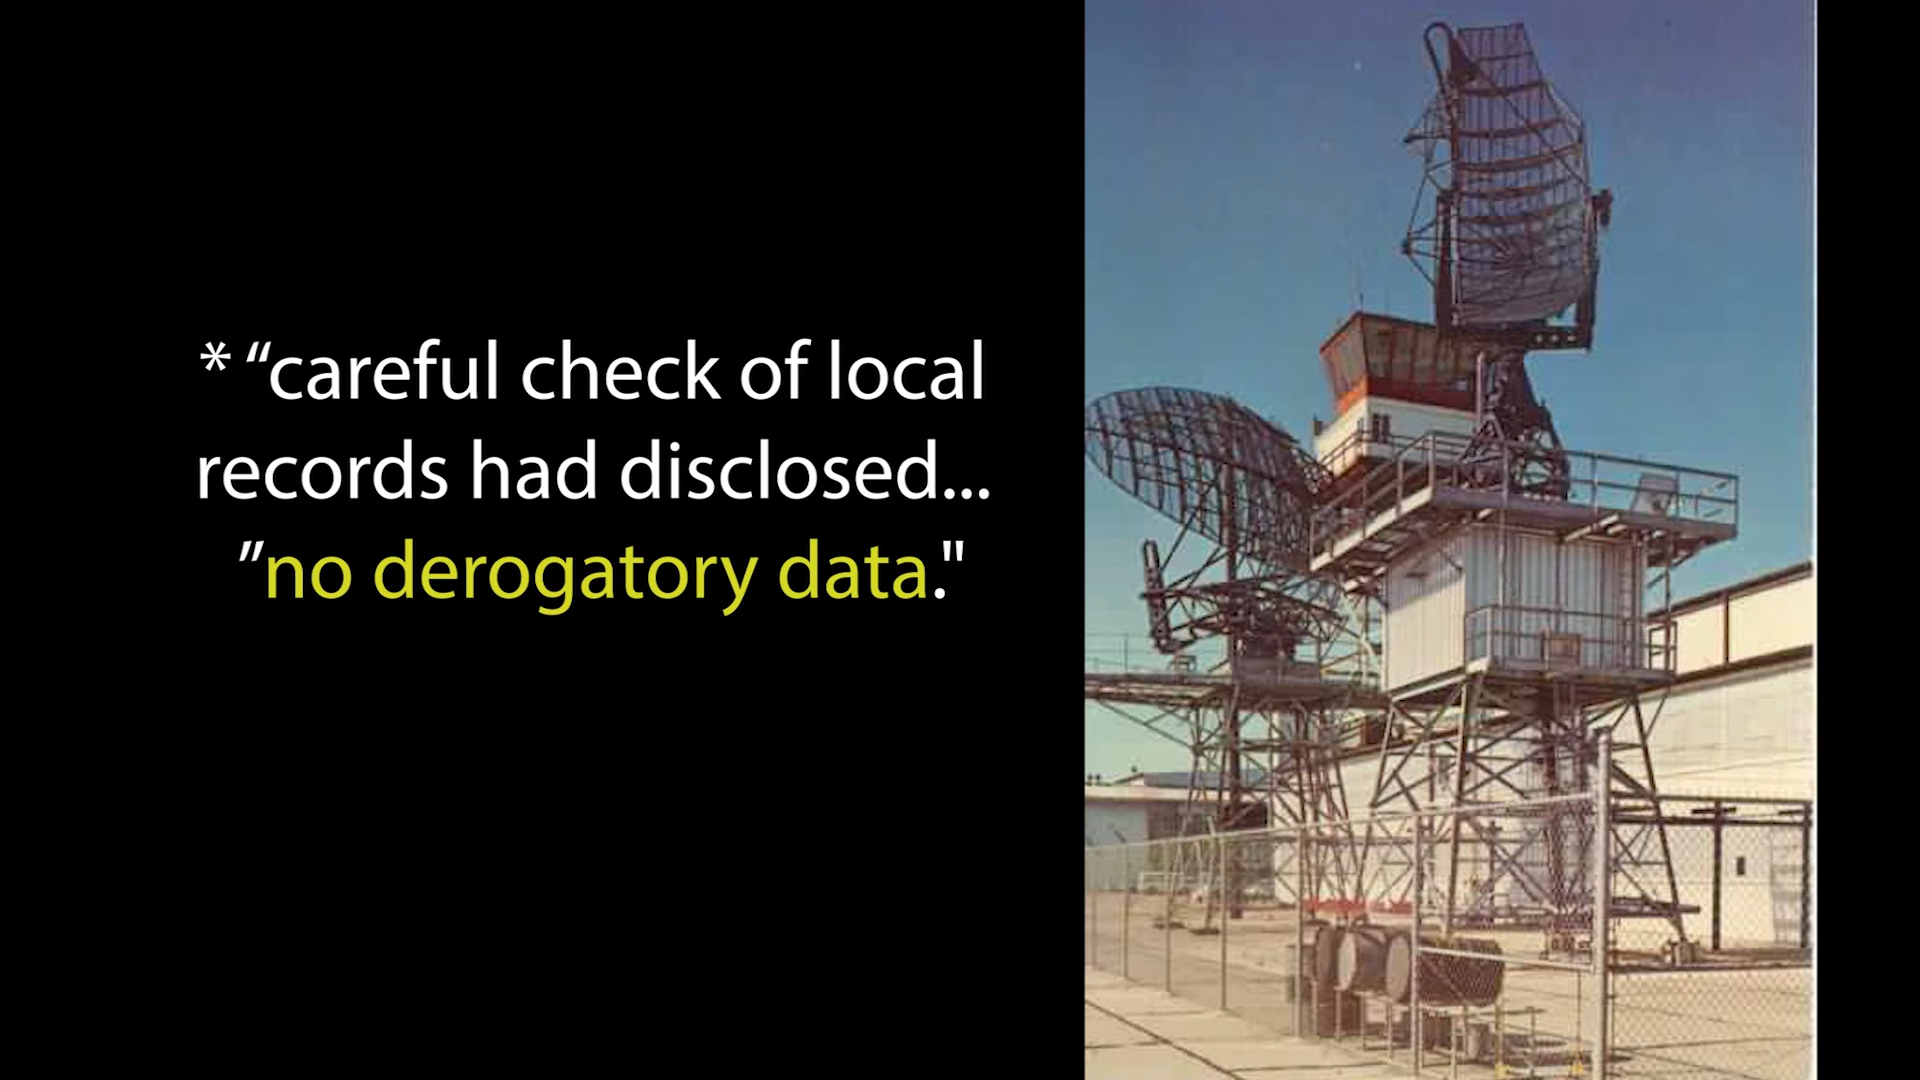 * “careful check of local
records had disclosed...
”no derogatory data."